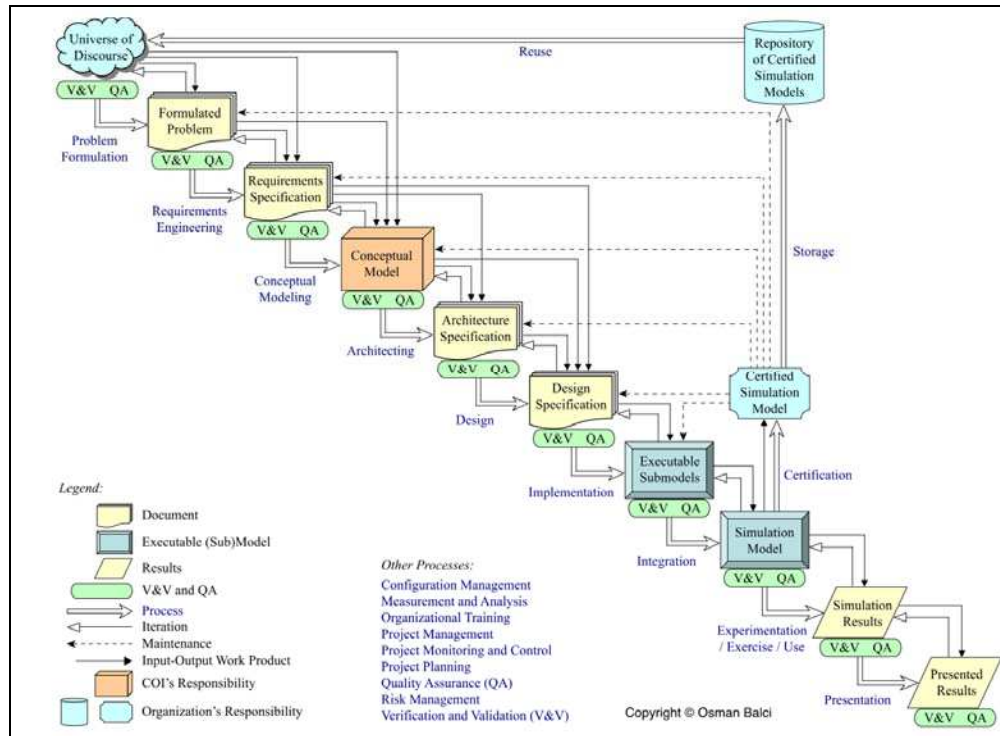 Universe of
Discourse
Reuse
Repository
of Certified
Simulation
Models
V&V QA
Formulated
Problem
Problem
Formulation
V&V QA
Requirements
Specification
Requirements
Engineering
V&V QA
Conceptual
Model
Storage
Conceptual
Modeling
V&V QA
Architecture
Specification
Architecting
V&V QA
Design
Specification
Certified
Simulation
Model
Design
V&V QA
Executable
Submodels
Implementation
Certification
V&V QA
Simulation
Model
Integration
V&V QA
Simulation
Results
Experimentation
/ Exercise / Use
V&V QA
Presented
Results
Presentation
V&V QA
Legend:
Document
Executable (Sub)Model
Results
V&V QA
V&V and QA
Process
Iteration
Maintenance
Input-Output Work Product
COI's Responsibility
Organization's Responsibility
Other Processes:
Configuration Management
Measurement and Analysis
Organizational Training
Project Management
Project Monitoring and Control
Project Planning
Quality Assurance (QA)
Risk Management
Verification and Validation (V&V)
Copyright © Osman Balci